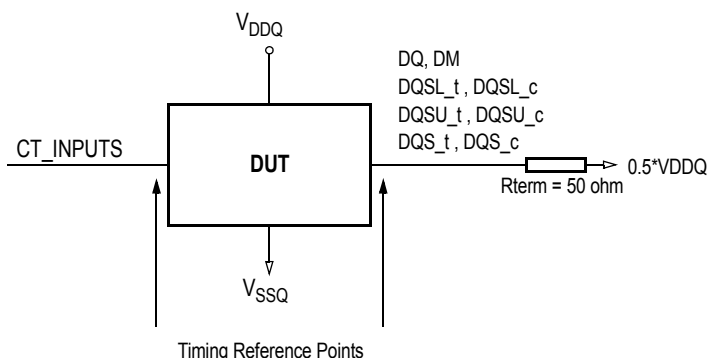 VDDQ
DQ, DM
DQSL_t , DQSL_c
DQSU_t , DQSU_c
DQS_t , DQS_c
CT_INPUTS
DUT
0.5*VDDQ
Rterm = 50 ohm
VSSQ
Timing Reference Points